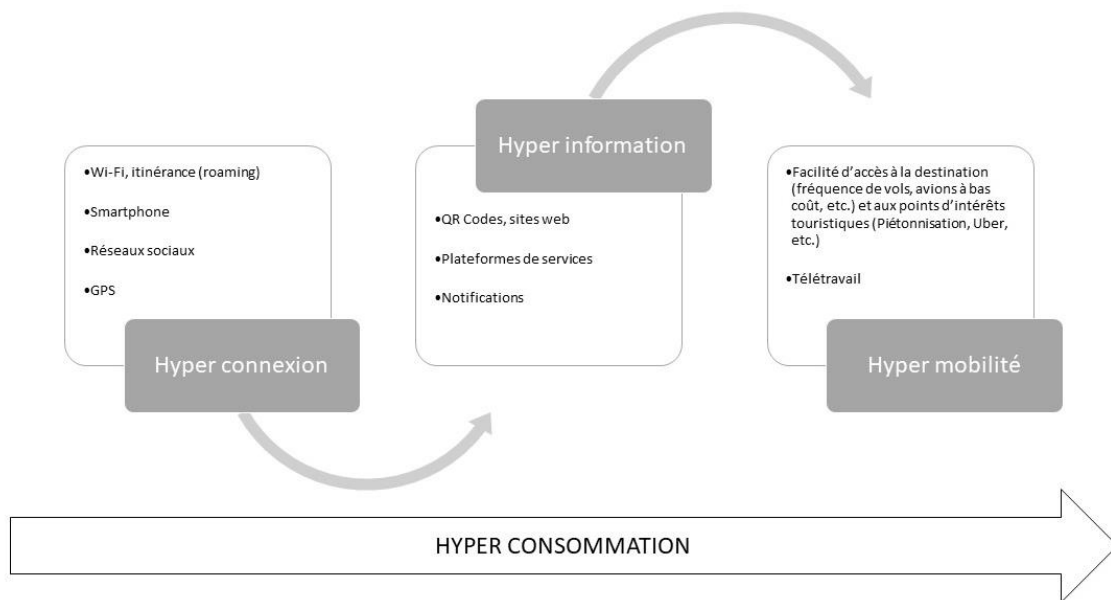 Hyper connexion
•Wi-Fi, itinérance (roaming)
•Smartphone
•Réseaux sociaux
•GPS
Hyper information
•QR Codes, sites web
•Plateformes de services
•Notifications
Hyper mobilité
•Facilité d’accès à la destination
(fréquence de vols, avions à bas
coût, etc.) et aux points d’intérêts
touristiques (Piétonnisation, Uber,
etc.)
•Télétravail
HYPER CONSOMMATION